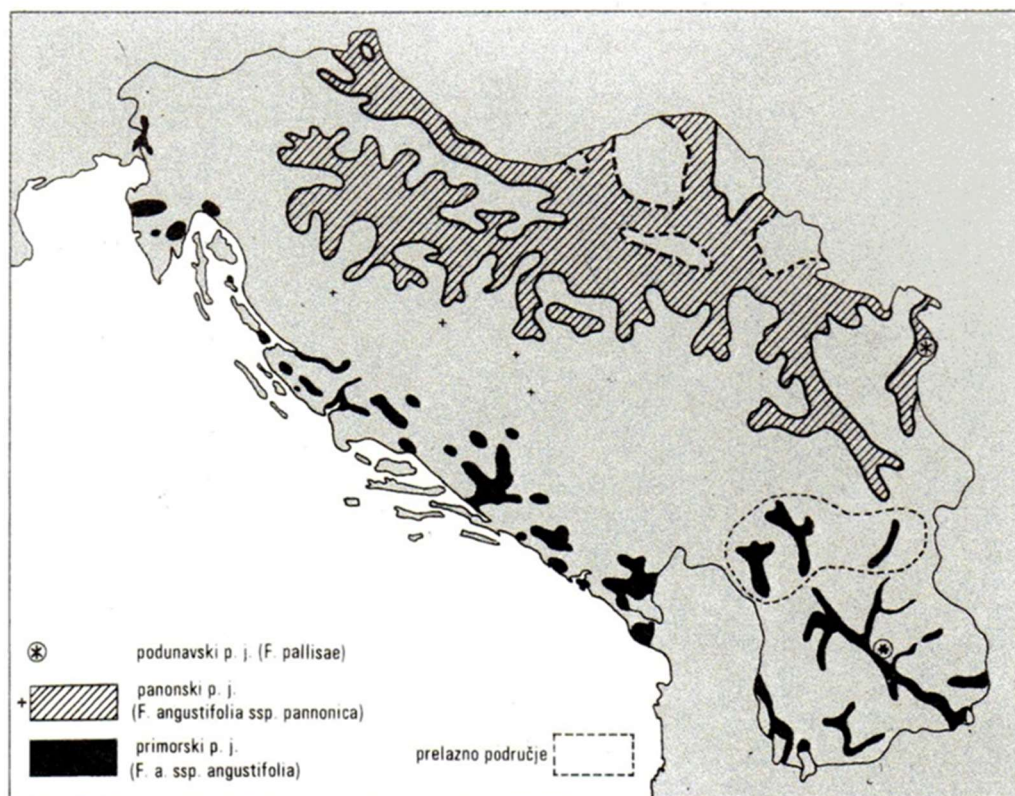 podunavski p. j. (F. pallisae)
panonski p. j.
(F. angustifolia ssp. pannonica)
primorski p. j.
(F. a. ssp. angustifolia)
prelazno područje